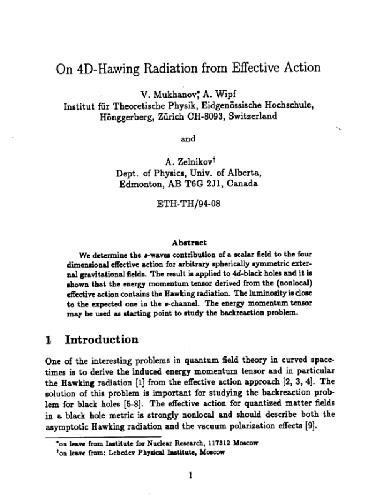 On 4D-Hawing Radiation from Effective Action
V. Mukhanov*, A. Wipf
Institut für Theoretische Physik, Eidgenössische Hochschule,
Hönggerberg, Zürich CH-8093, Switzerland
and
A. Zelnikov†
Dept. of Physics, Univ. of Alberta,
Edmonton, AB T6G 2J1, Canada
ETH-TH/94-08
Abstract
We determine the s-waves contribution of a scalar field to the four
dimensional effective action for arbitrary spherically symmetric exter-
nal gravitational fields. The result is applied to 4d-black holes and it is
shown that the energy momentum tensor derived from the (nonlocal)
effective action contains the Hawking radiation. The luminosity is close
to the expected one in the s-channel. The energy momentum tensor
may be used as starting point to study the backreaction problem.
1 Introduction
One of the interesting problems in quantum field theory in curved space-
times is to derive the induced energy momentum tensor and in particular
the Hawking radiation [1] from the effective action approach [2, 3, 4]. The
solution of this problem is important for studying the backreaction prob-
lem for black holes [5-8]. The effective action for quantized matter fields
in a black hole metric is strongly nonlocal and should describe both the
asymptotic Hawking radiation and the vacuum polarization effects [9].
*on leave from Institute for Nuclear Research, 117312 Moscow
†on leave from: Lebedev Physical Institute, Moscow
1